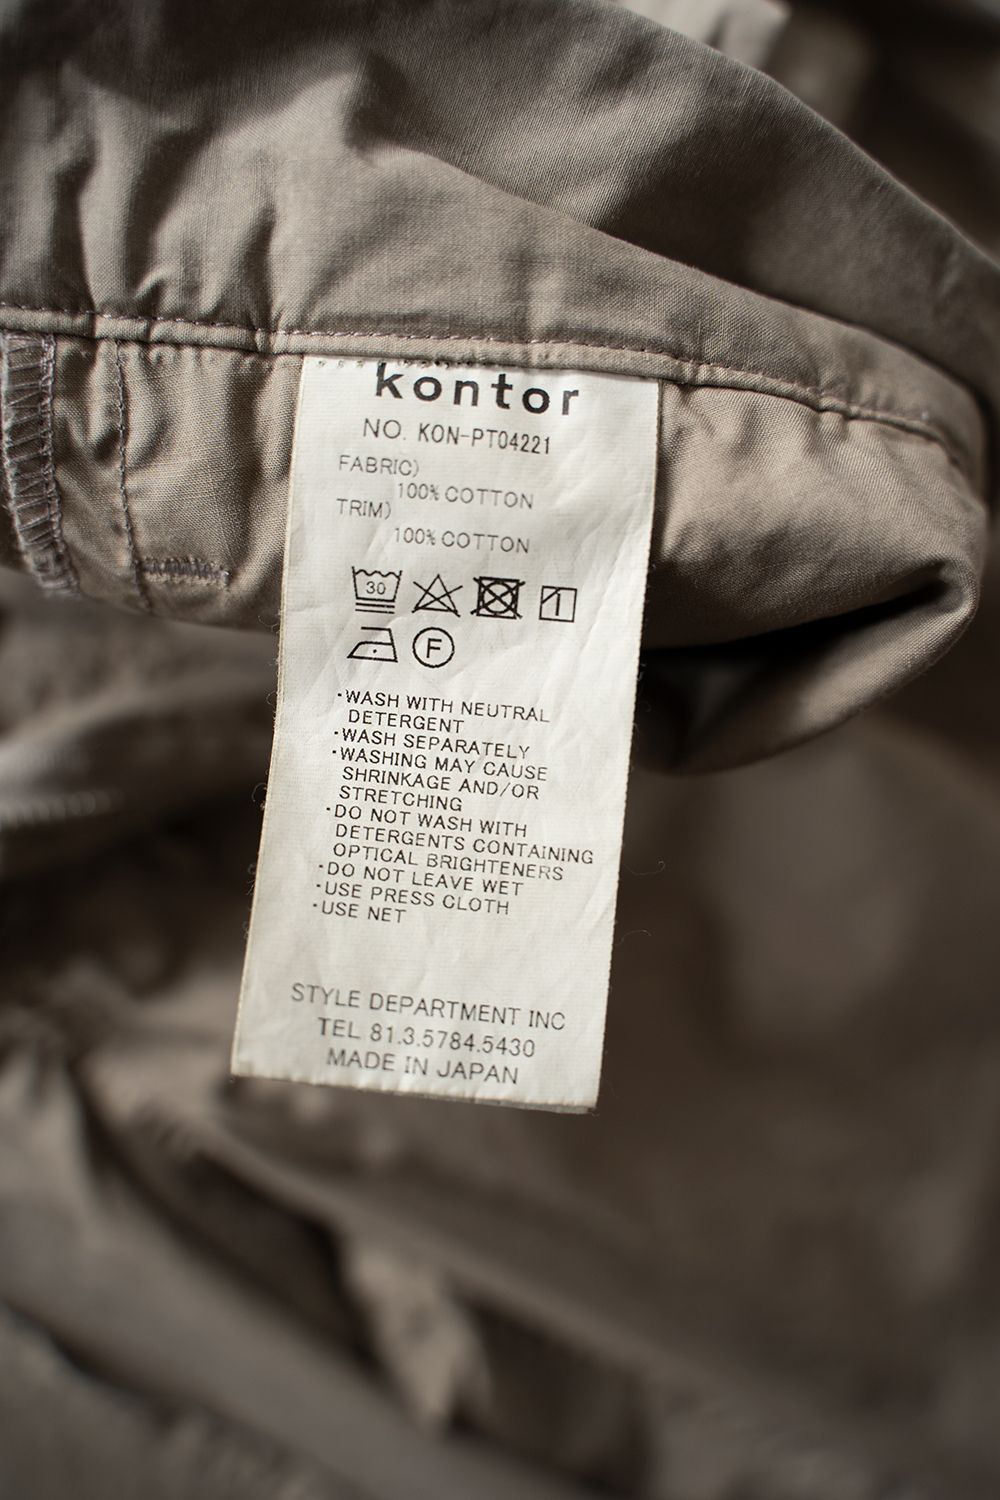 kontor
NO. KON-PT04221
FABRIC)
100% COTTON
TRIM)
100% COTTON
30
F
・WASH WITH NEUTRAL
DETERGENT
・WASH SEPARATELY
・WASHING MAY CAUSE
SHRINKAGE AND/OR
STRETCHING
・DO NOT WASH WITH
DETERGENTS CONTAINING
OPTICAL BRIGHTENERS
・DO NOT LEAVE WET
・USE PRESS CLOTH
・USE NET
STYLE DEPARTMENT INC
TEL 81.3.5784.5430
MADE IN JAPAN